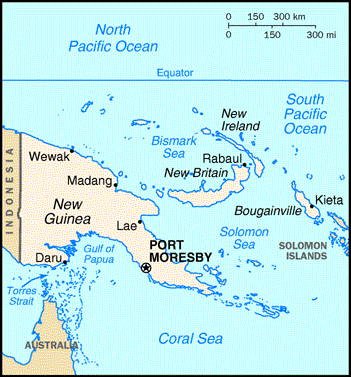 North
Pacific Ocean
0 150 300 km
0 150 300 mi
Equator
South
Pacific
Ocean
New
Ireland
Bismark
Sea
Rabaul
Wewak
New Britain
Madang
Kieta
INDONESIA
New
Guinea
Bougainville
Lae
Solomon
Sea
PORT
MORESBY
SOLOMON
ISLANDS
Gulf of
Papua
Daru
Torres
Strait
Coral Sea
AUSTRALIA